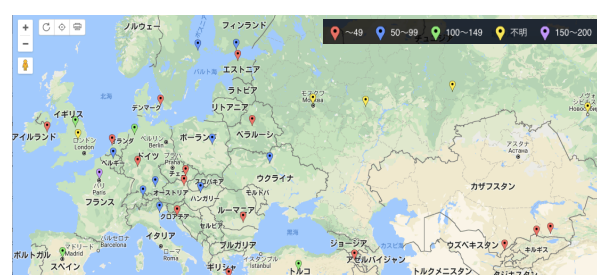 〜49
50〜99
100〜149
不明
150〜200
ノルウェー
フィンランド
バルト海
エストニア
ラトビア
リトアニア
モスクワ
Москва
北海
デンマーク
イギリス
アイルランド
ロンドン
London
ベルリン
Berlin
ポーランド
ベラルーシ
アスタナ
Астана
ベルギー
ドイツ
プラハ
Praha
チェコ
パリ
Paris
スロバキア
ウクライナ
カザフスタン
オーストリア
ハンガリー
モルドバ
フランス
クロアチア
ルーマニア
セルビア
イタリア
ブルガリア
黒海
ジョージア
カスピ海
ウズベキスタン
キルギス
バルセロナ
Barcelona
ローマ
Roma
イスタンブール
Istanbul
ポルトガル
マドリード
Madrid
スペイン
ギリシャ
トルコ
アゼルバイジャン
トルクメニスタン
タジキスタン